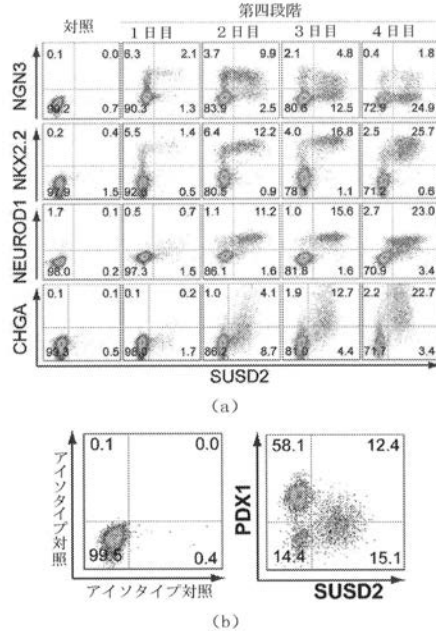 第四段階
対照 1日目 2日目 3日目 4日目
NGN3
0.1 0.0 6.3 2.1 3.7 9.9 2.1 4.8 0.4 1.8
99.2 0.7 90.3 1.3 83.9 2.5 80.6 12.5 72.9 24.9
NKX2.2
0.2 0.4 5.5 1.4 6.4 12.2 4.0 16.8 2.5 25.7
97.9 1.5 92.6 0.5 80.5 0.9 78.1 1.1 71.2 0.6
NEUROD1
1.7 0.1 0.5 0.7 1.1 11.2 1.0 15.6 2.7 23.0
98.0 0.2 97.3 1.5 86.1 1.6 81.8 1.6 70.9 3.4
CHGA
0.1 0.1 0.1 0.2 1.0 4.1 1.9 12.7 2.2 22.7
99.3 0.5 98.0 1.7 86.2 8.7 81.0 4.4 71.7 3.4
SUSD2
(a)
アイソタイプ対照
0.1 0.0
99.5 0.4
アイソタイプ対照
PDX1
58.1 12.4
14.4 15.1
SUSD2
(b)